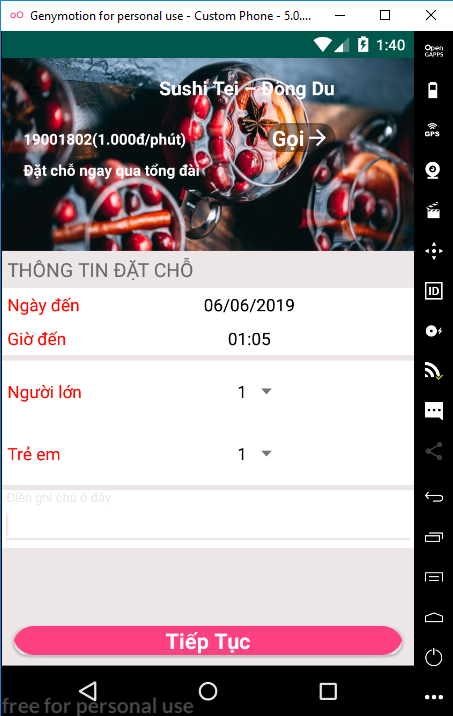 Genymotion for personal use - Custom Phone - 5.0....
1:40
Open
GAPPS
Sushi Tei – Đông Du
19001802(1.000đ/phút)
Gọi
Đặt chỗ ngay qua tổng đài
GPS
ID
THÔNG TIN ĐẶT CHỖ
Ngày đến 06/06/2019
Giờ đến 01:05
Người lớn 1
Trẻ em 1
Điền ghi chú ở đây
Tiếp Tục
free for personal use